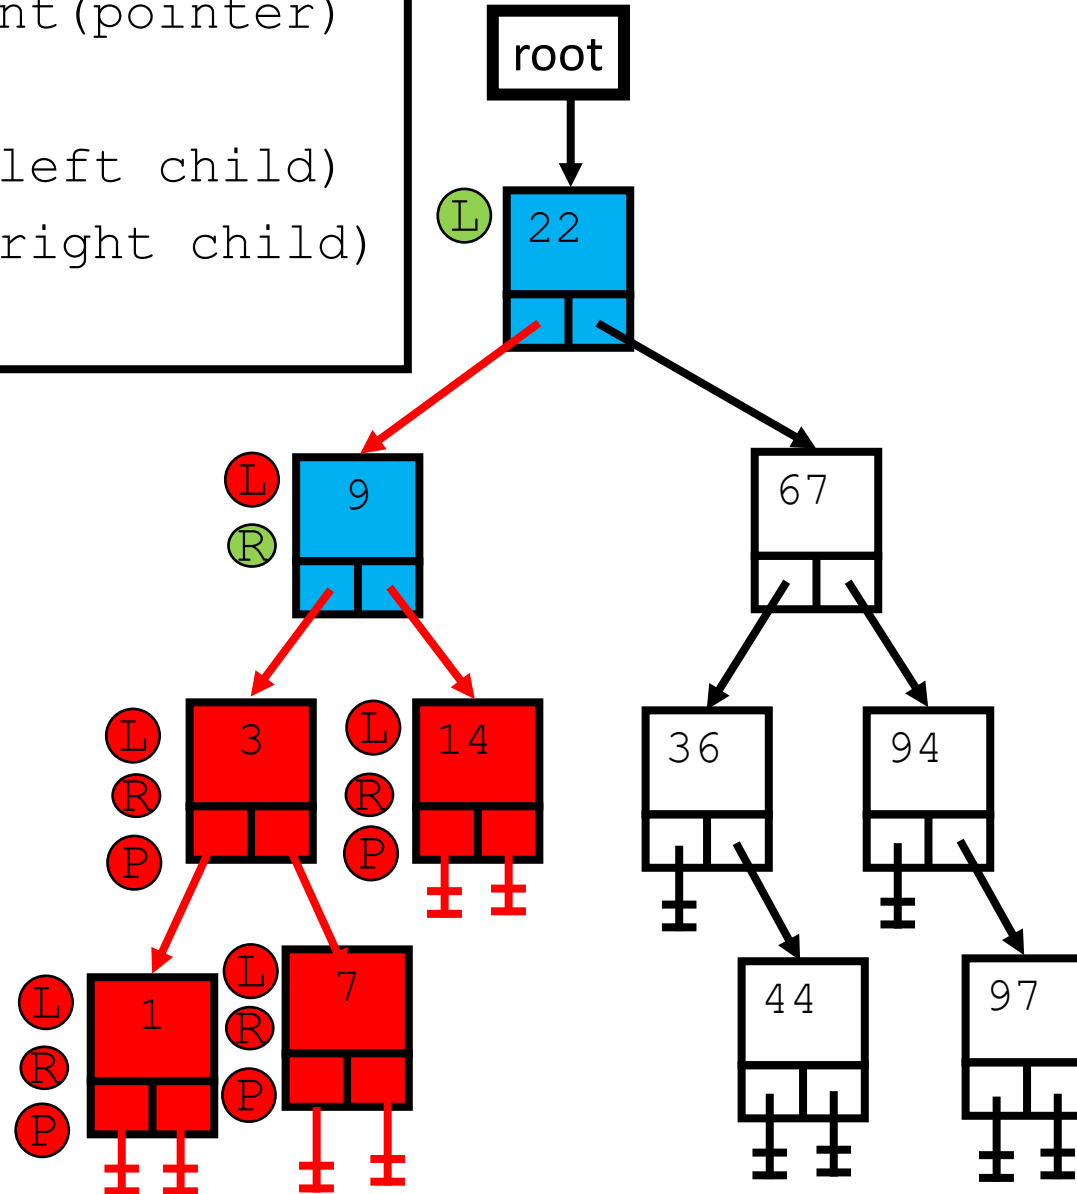 nt(pointer)
left child)
right child)
root
L
22
L
9
R
67
L
3
R
P
L
14
R
P
36
94
L
1
R
P
L
7
R
P
44
97